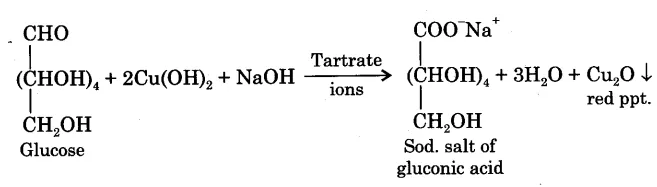 CHO
(CHOH)₄ + 2Cu(OH)₂ + NaOH Tartrate ions (CHOH)₄ + 3H₂O + Cu₂O ↓
CH₂OH
Glucose
COO⁻Na⁺
CH₂OH
Sod. salt of
gluconic acid
red ppt.